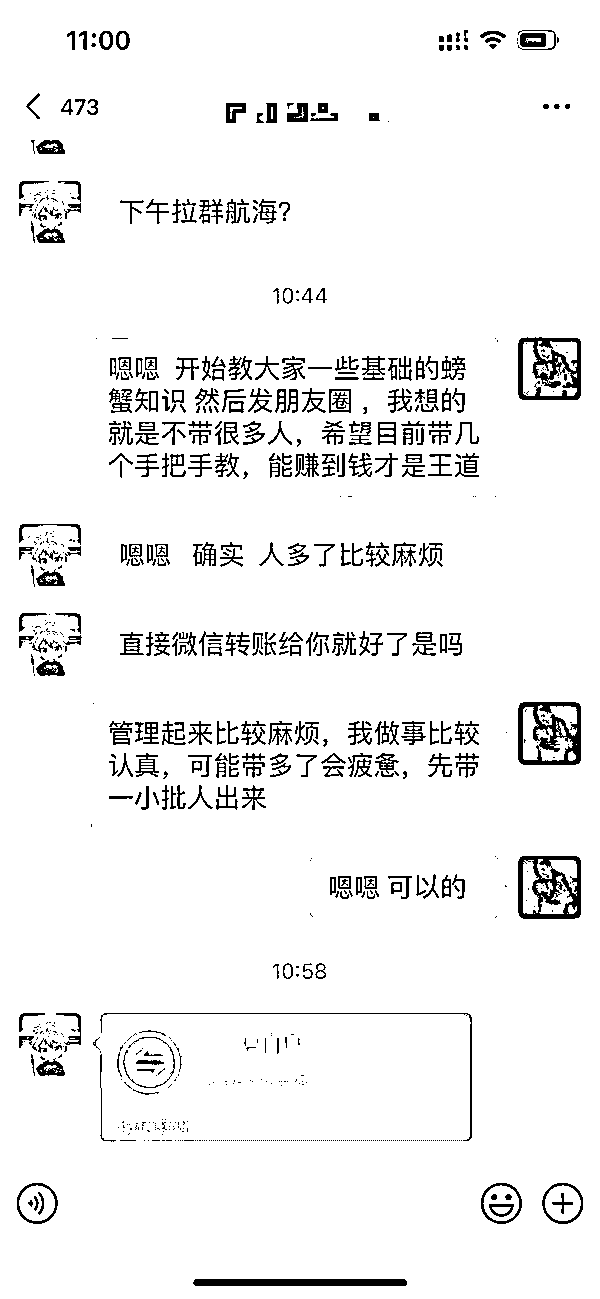 11:00
473
下午拉群航海？
10:44
嗯嗯 开始教大家一些基础的螃
蟹知识 然后发朋友圈，我想的
就是不带很多人，希望目前带几
个手把手教，能赚到钱才是王道
嗯嗯 确实 人多了比较麻烦
直接微信转账给你就好了是吗
管理起来比较麻烦，我做事比较
认真，可能带多了会疲惫，先带
一小批人出来
嗯嗯 可以的
10:58